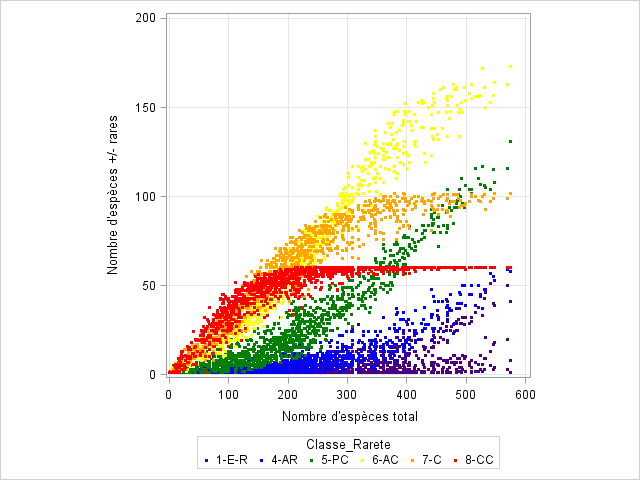 200
150
100
50
0
Nombre d'espèces +/- rares
0 100 200 300 400 500 600
Nombre d'espèces total
Classe_Rarete
1-E-R 4-AR 5-PC 6-AC 7-C 8-CC